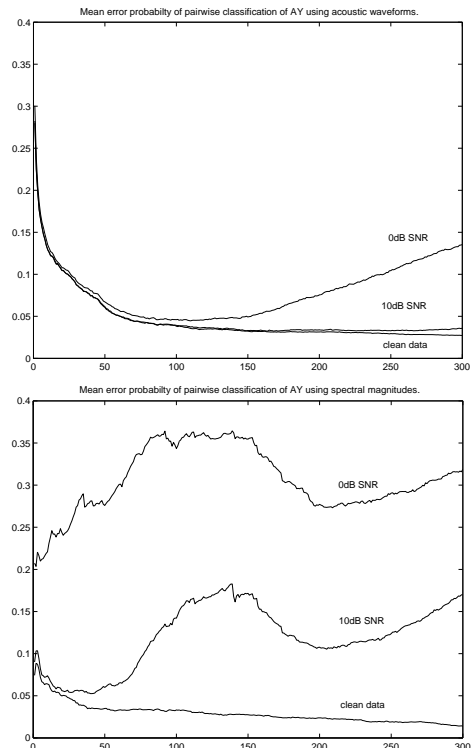 Mean error probabilty of pairwise classification of AY using acoustic waveforms.
0.4
0.35
0.3
0.25
0.2
0.15
0.1
0.05
0
0dB SNR
10dB SNR
clean data
0 50 100 150 200 250 300
Mean error probabilty of pairwise classification of AY using spectral magnitudes.
0.4
0.35
0.3
0.25
0.2
0.15
0.1
0.05
0
0dB SNR
10dB SNR
clean data
0 50 100 150 200 250 300